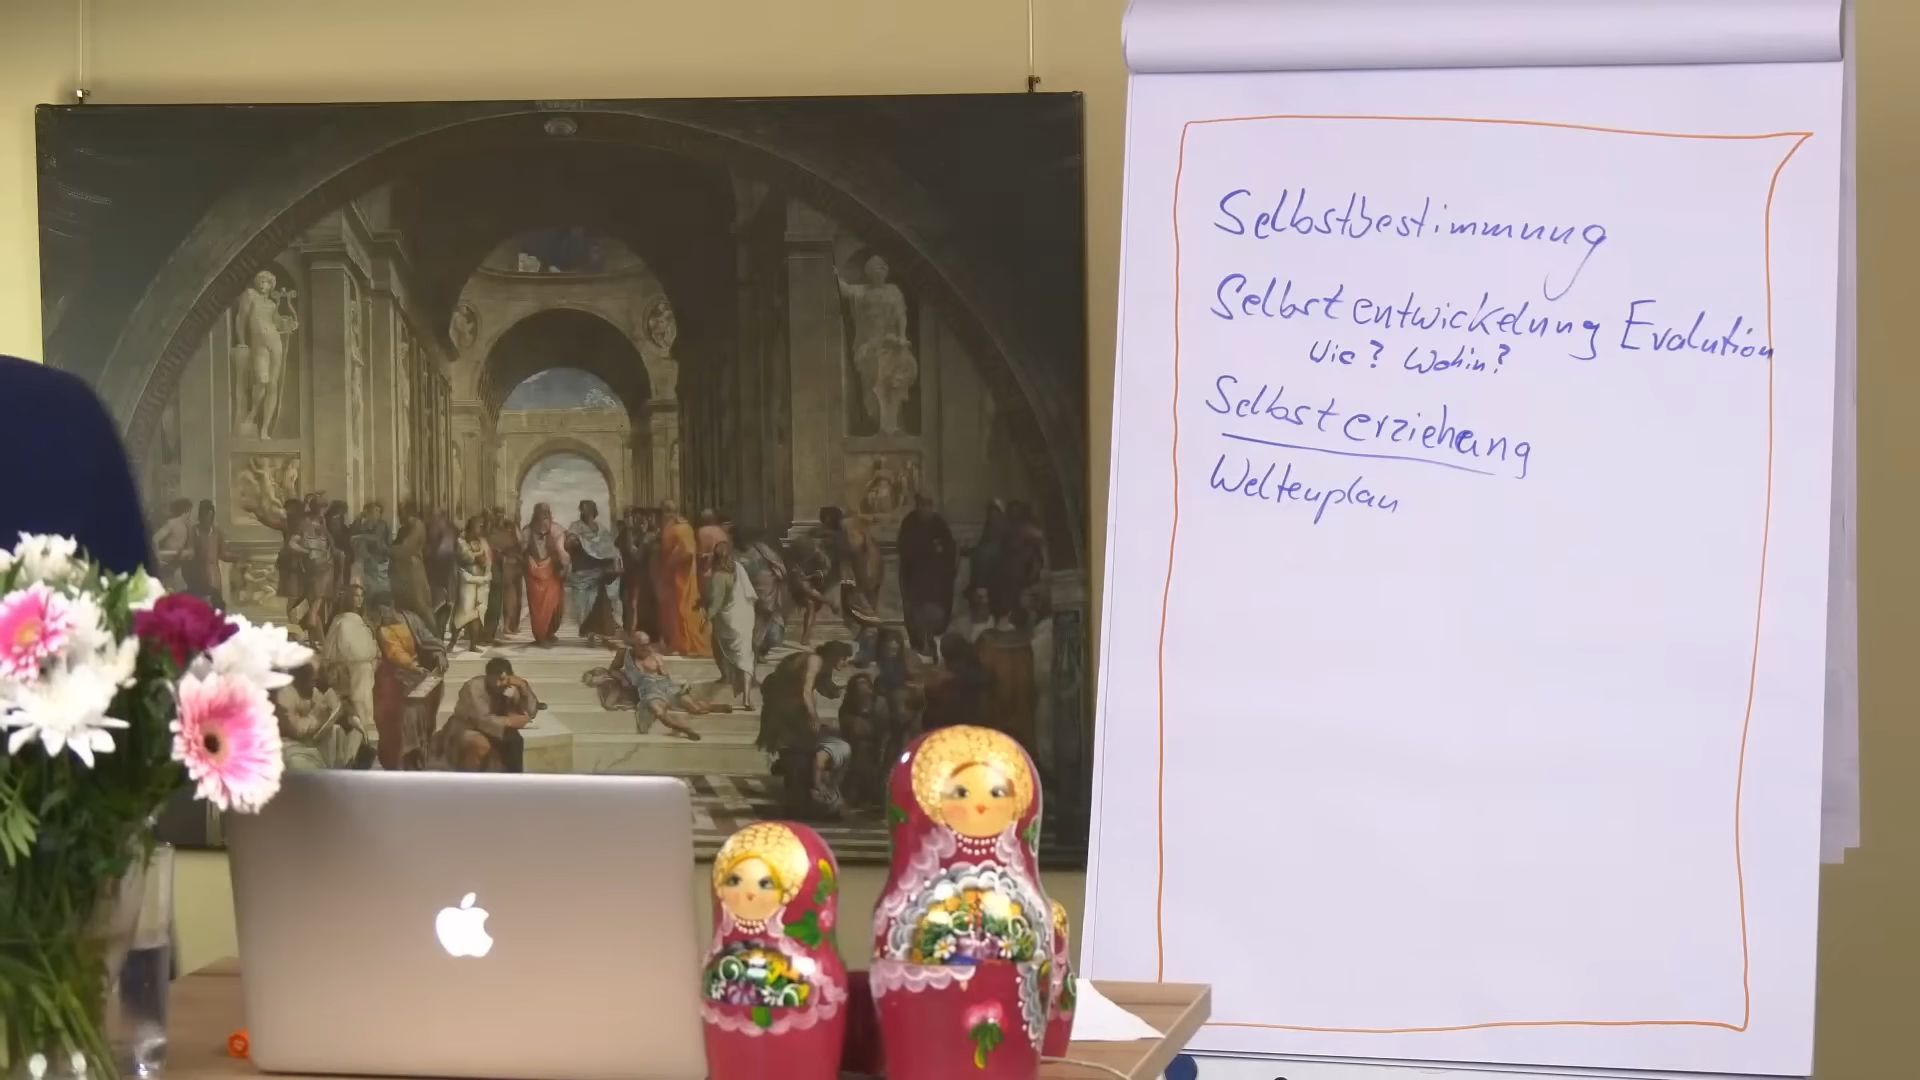 Selbstbestimmung
Selbstentwickelung Evolution
Wie? Wohin?
Selbsterziehung
Weltenplan